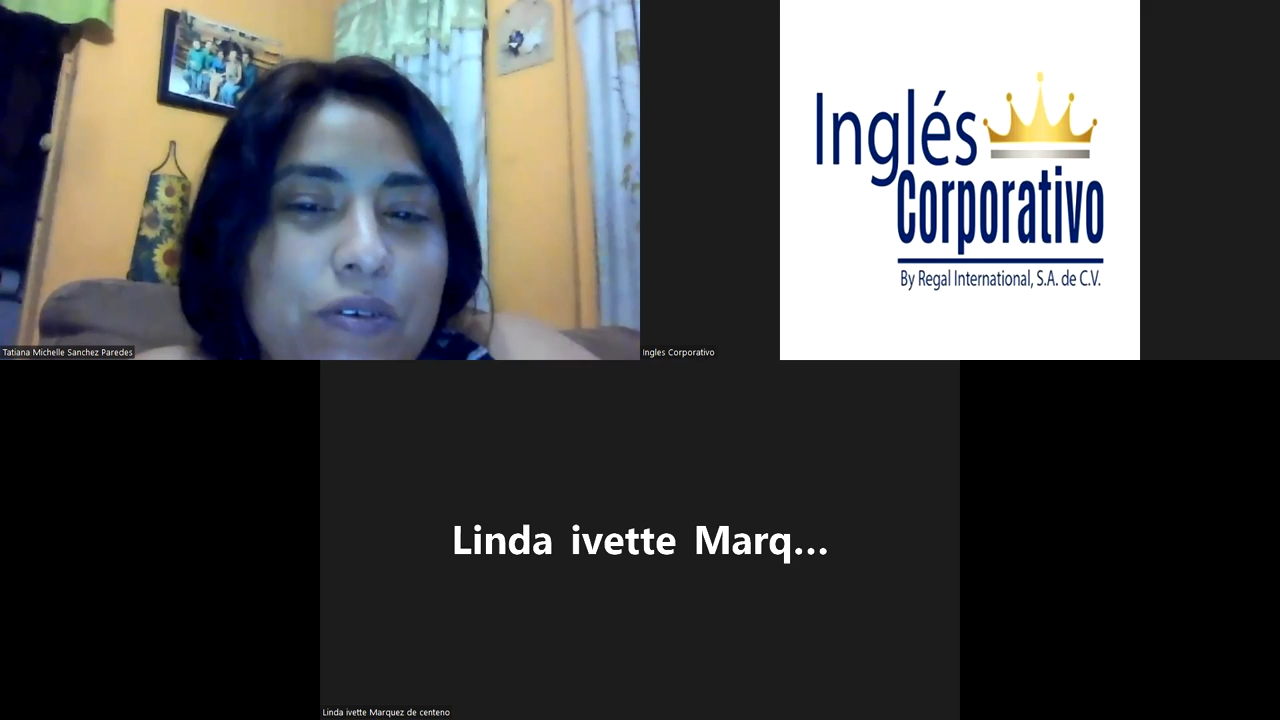 Tatiana Michelle Sanchez Paredes
Inglés
Corporativo
By Regal International, S.A. de C.V.
Ingles Corporativo
Linda ivette Marq...
Linda ivette Marquez de centeno